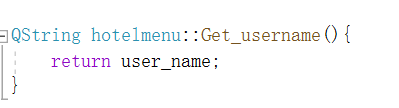 QString hotelmenu::Get_username(){
    return user_name;
}